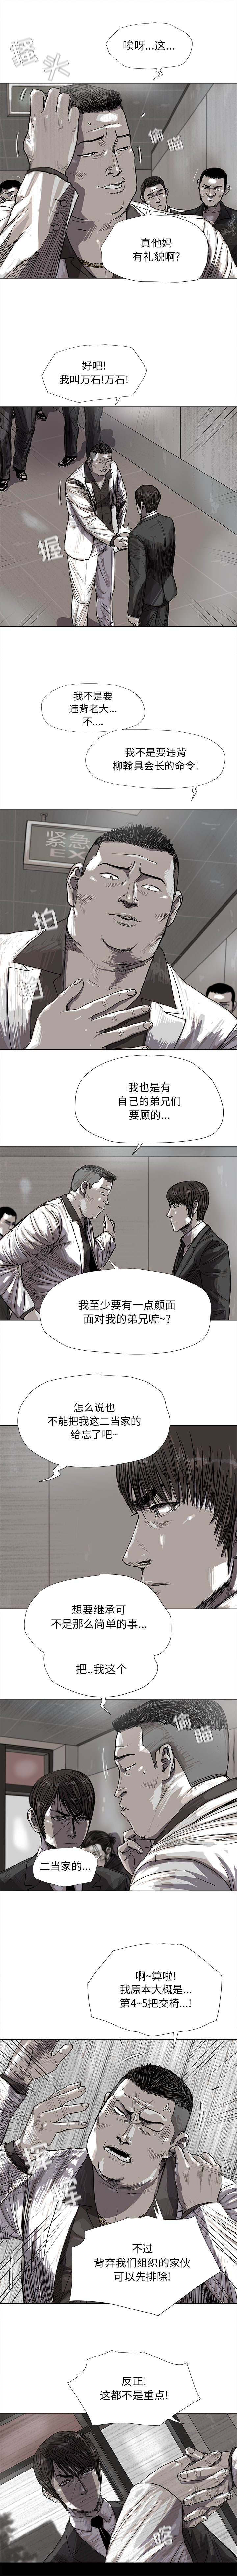 唉呀...这...
搔头
偷瞄
真他妈
有礼貌啊?
好吧!
我叫万石!万石!
握
我不是要
违背老大...
不....
我不是要违背
柳翰具会长的命令!
紧急
EX
拍
拍
我也是有
自己的弟兄们
要顾的...
我至少要有一点颜面
面对我的弟兄嘛~?
怎么说也
不能把我这二当家的
给忘了吧~
想要继承可
不是那么简单的事...
把..我这个
偷瞄
二当家的...
啊~算啦!
我原本大概是...
第4~5把交椅...!
挥
挥
不过
背弃我们组织的家伙
可以先排除!
反正!
这都不是重点!
喀